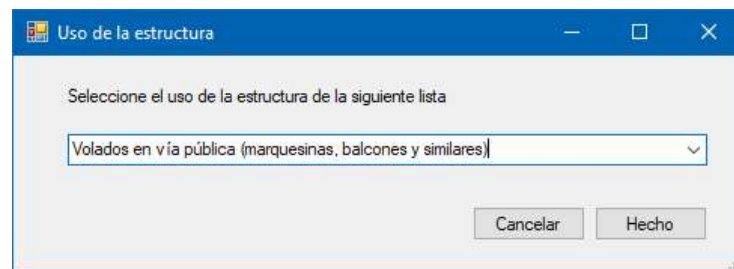 Uso de la estructura
Seleccione el uso de la estructura de la siguiente lista
Volados en vía pública (marquesinas, balcones y similares)
Cancelar Hecho